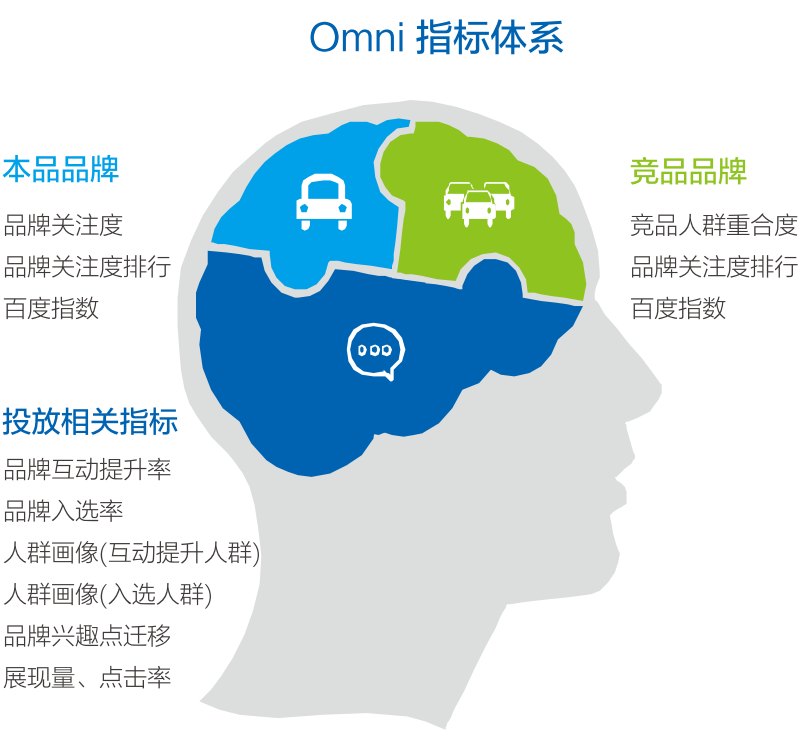 Omni 指标体系
本品品牌
品牌关注度
品牌关注度排行
百度指数
竞品品牌
竞品人群重合度
品牌关注度排行
百度指数
投放相关指标
品牌互动提升率
品牌入选率
人群画像(互动提升人群)
人群画像(入选人群)
品牌兴趣点迁移
展现量、点击率